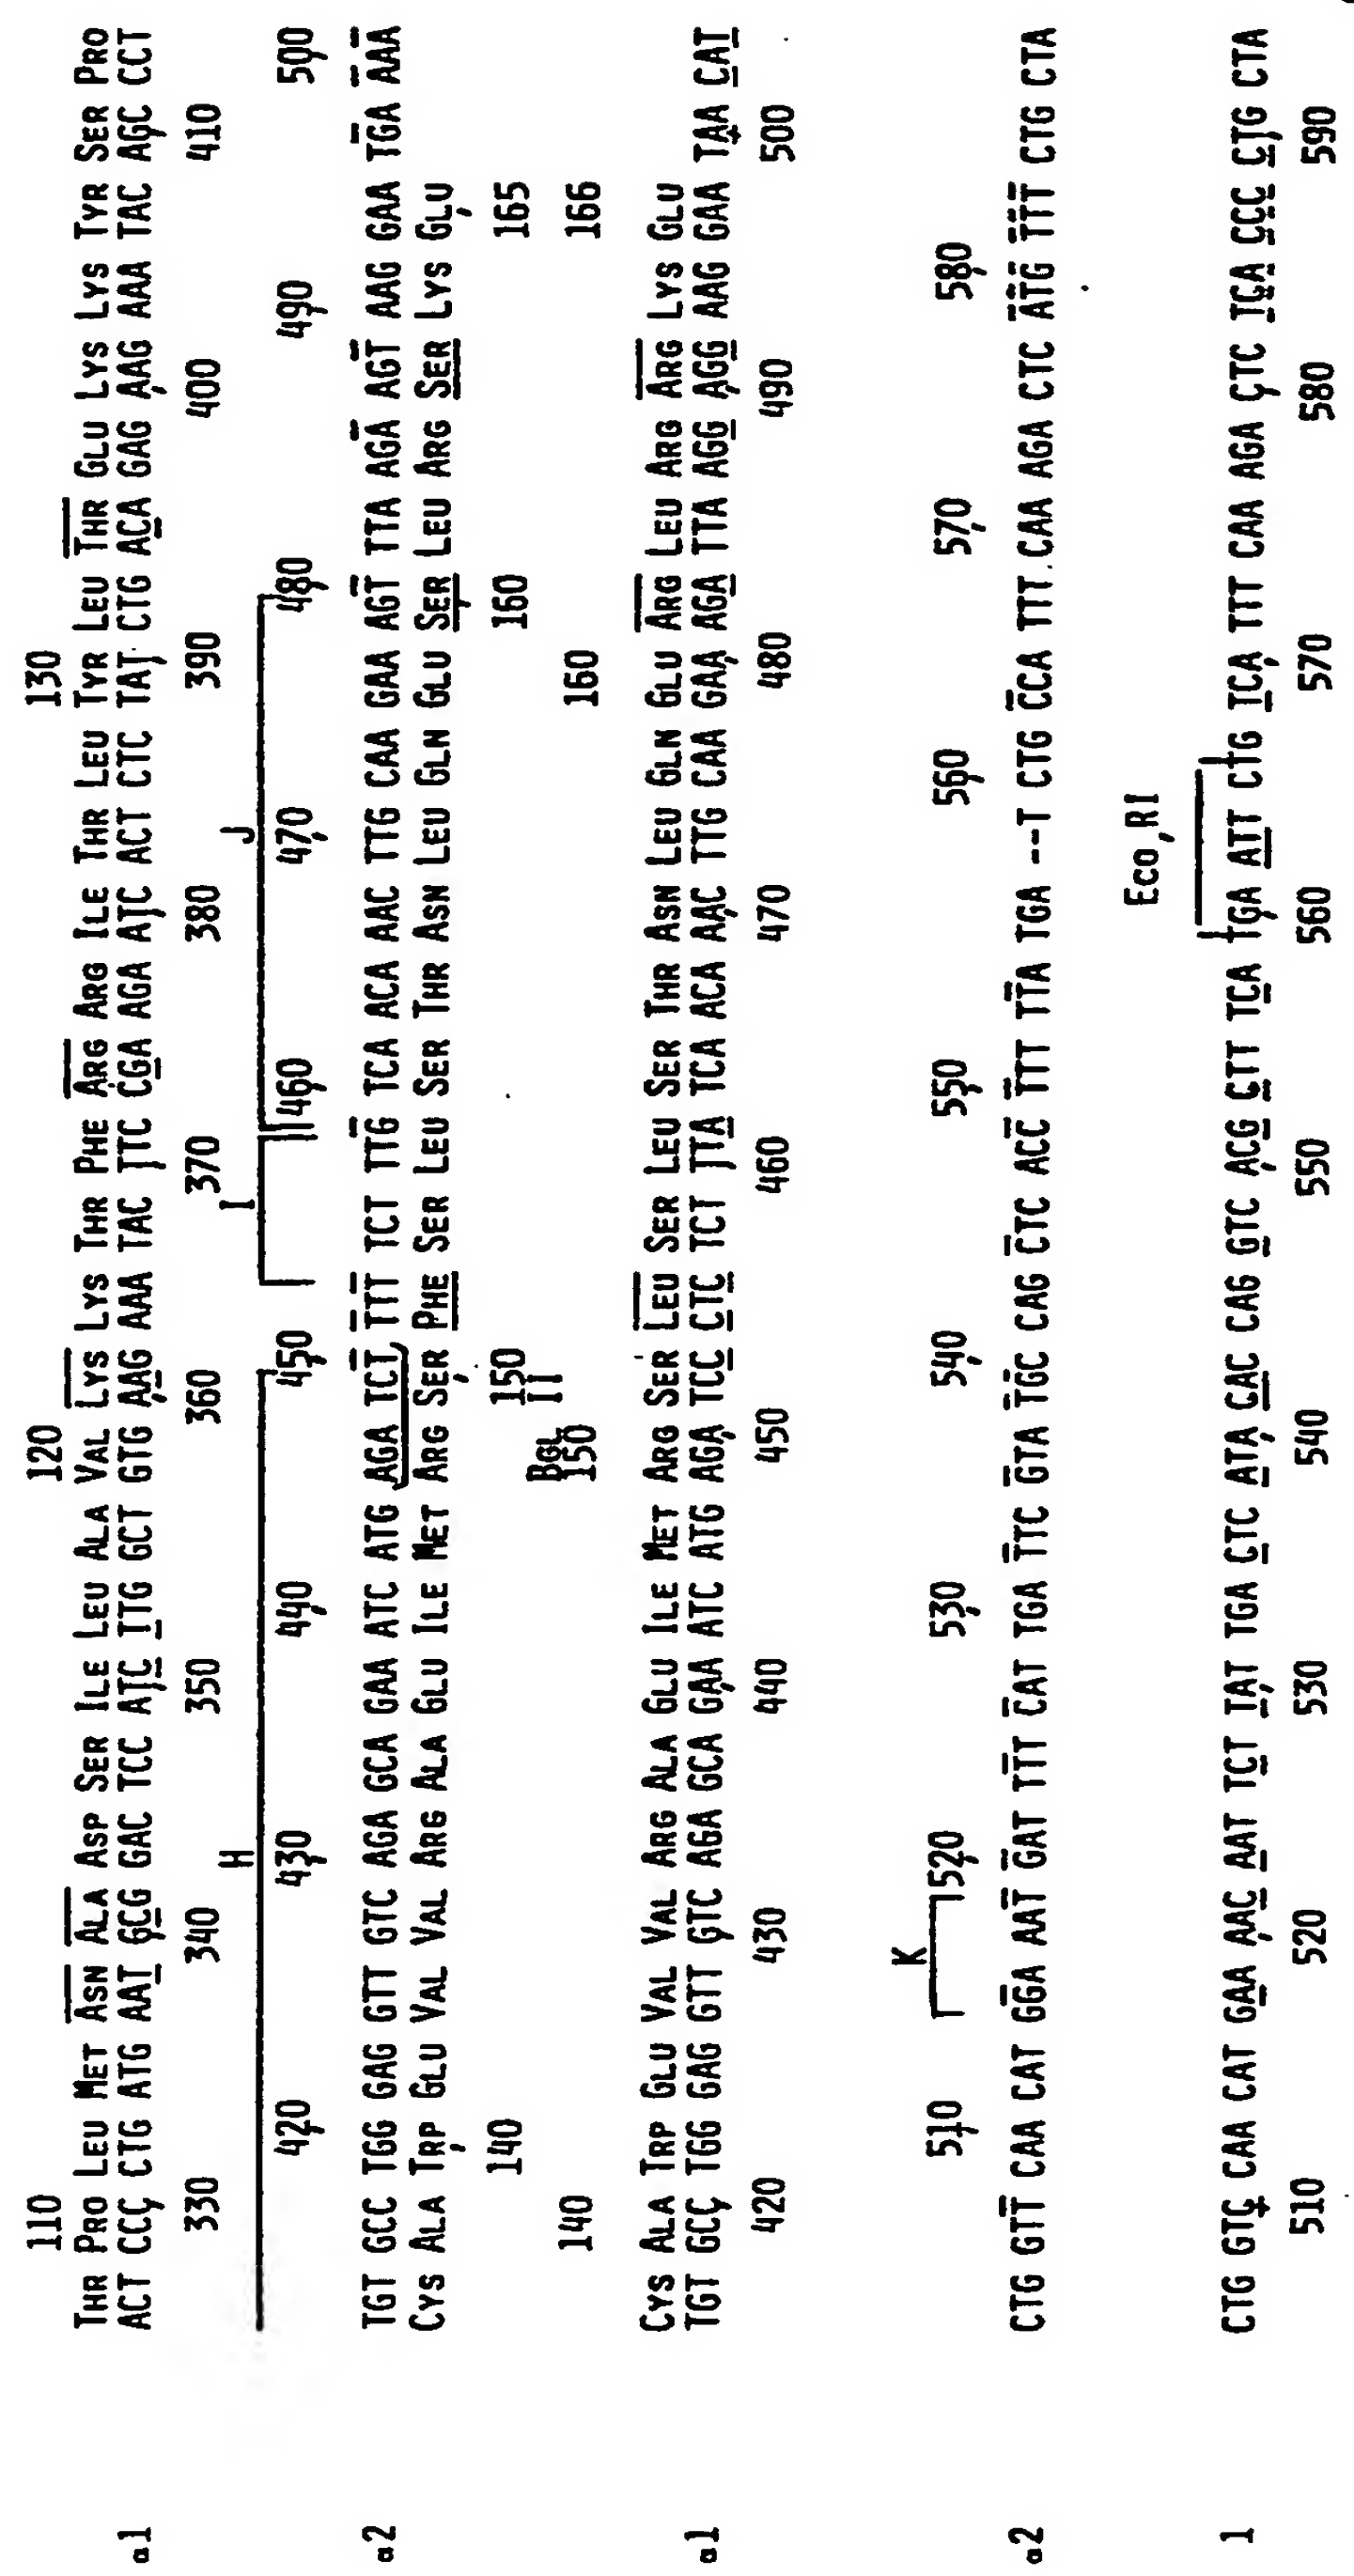 110 120 130
THR PRO LEU MET ASN ALA ASP SER ILE LEU ALA VAL LYS LYS THR PHE ARG ARG ILE THR LEU TYR LEU THR GLU LYS LYS TYR SER PRO
α1 ACT CCC CTG ATG AAT GCG GAC TCC ATC TTG GCT GTG AAG AAA TAC TTC CGA AGA ATC ACT CTC TAT CTG ACA GAG AAG AAA TAC AGC CCT
330 340 350 360 370 380 390 400 410
H I J
420 430 440 450 460 470 480 490 500
α2 TGT GCC TGG GAG GTT GTC AGA GCA GAA ATC ATG AGA TCT TTT TCT TTG TCA ACA AAC TTG CAA GAA AGT TTA AGA AGT AAG GAA TGA AAA
CYS ALA TRP GLU VAL VAL ARG ALA GLU ILE MET ARG SER PHE SER LEU SER THR ASN LEU GLN GLU SER LEU ARG SER LYS GLU
140 150 160 165
BGL II
140 150 160 166
CYS ALA TRP GLU VAL VAL ARG ALA GLU ILE MET ARG SER LEU SER LEU SER THR ASN LEU GLN GLU ARG LEU ARG ARG LYS GLU
α1 TGT GCC TGG GAG GTT GTC AGA GCA GAA ATC ATG AGA TCC CTC TCT TTA TCA ACA AAC TTG CAA GAA AGA TTA AGG AGG AAG GAA TAA CAT
420 430 440 450 460 470 480 490 500
K
510 520 530 540 550 560 570 580
α2 CTG GTT CAA CAT GGA AAT GAT TTT CAT TGA TTC GTA TGC CAG CTC ACC TTT TTA TGA --T CTG CCA TTT CAA AGA CTC ATG TTT CTG CTA
Eco RI
1 CTG GTC CAA CAT GAA AAC AAT TCT TAT TGA CTC ATA CAC CAG GTC ACG CTT TCA TGA ATT CTG TCA TTT CAA AGA CTC TCA CCC CTG CTA
510 520 530 540 550 560 570 580 590